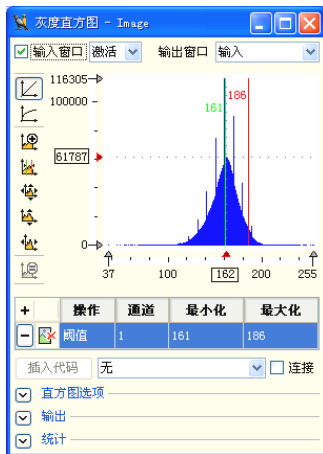 灰度直方图 - Image
输入窗口 激活 输出窗口 输入
116305
100000
186
161
61787
0
37 100 162 200 255
+ 操作 通道 最小化 最大化
阈值 1 161 186
插入代码 无 连接
直方图选项
输出
统计